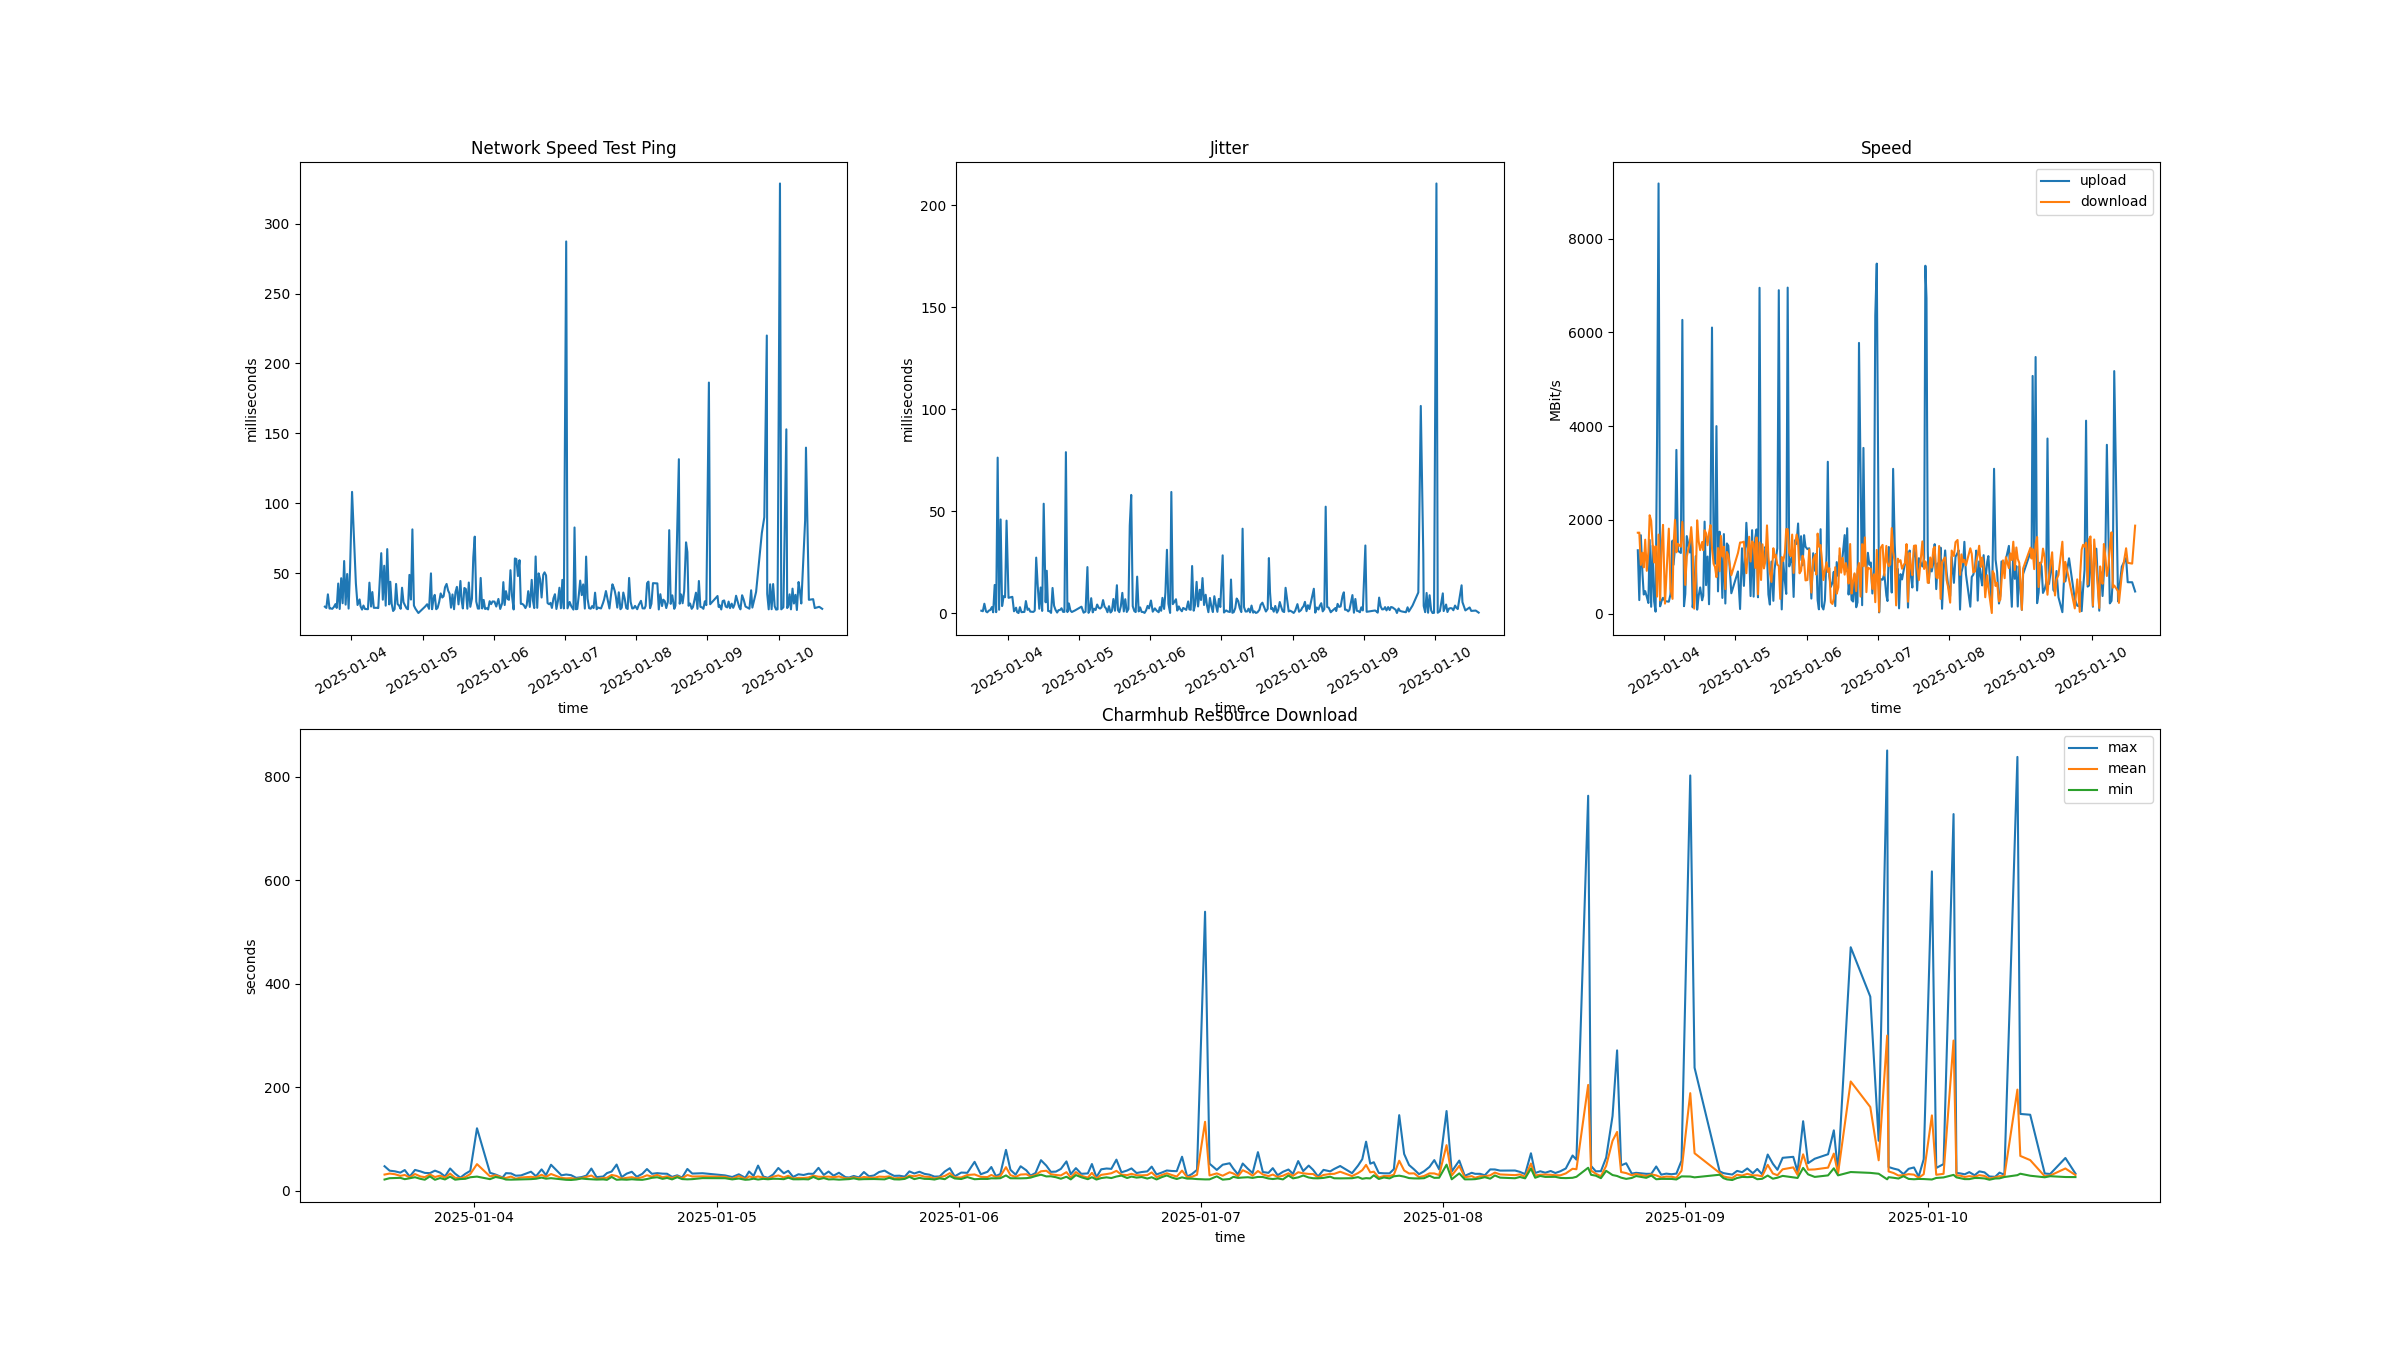 Network Speed Test Ping
milliseconds
300
250
200
150
100
50
2025-01-04
2025-01-05
2025-01-06
2025-01-07
2025-01-08
2025-01-09
2025-01-10
time
Jitter
milliseconds
200
150
100
50
0
2025-01-04
2025-01-05
2025-01-06
2025-01-07
2025-01-08
2025-01-09
2025-01-10
time
Speed
upload
download
MBit/s
8000
6000
4000
2000
0
2025-01-04
2025-01-05
2025-01-06
2025-01-07
2025-01-08
2025-01-09
2025-01-10
time
Charmhub Resource Download
max
mean
min
seconds
800
600
400
200
0
2025-01-04
2025-01-05
2025-01-06
2025-01-07
2025-01-08
2025-01-09
2025-01-10
time